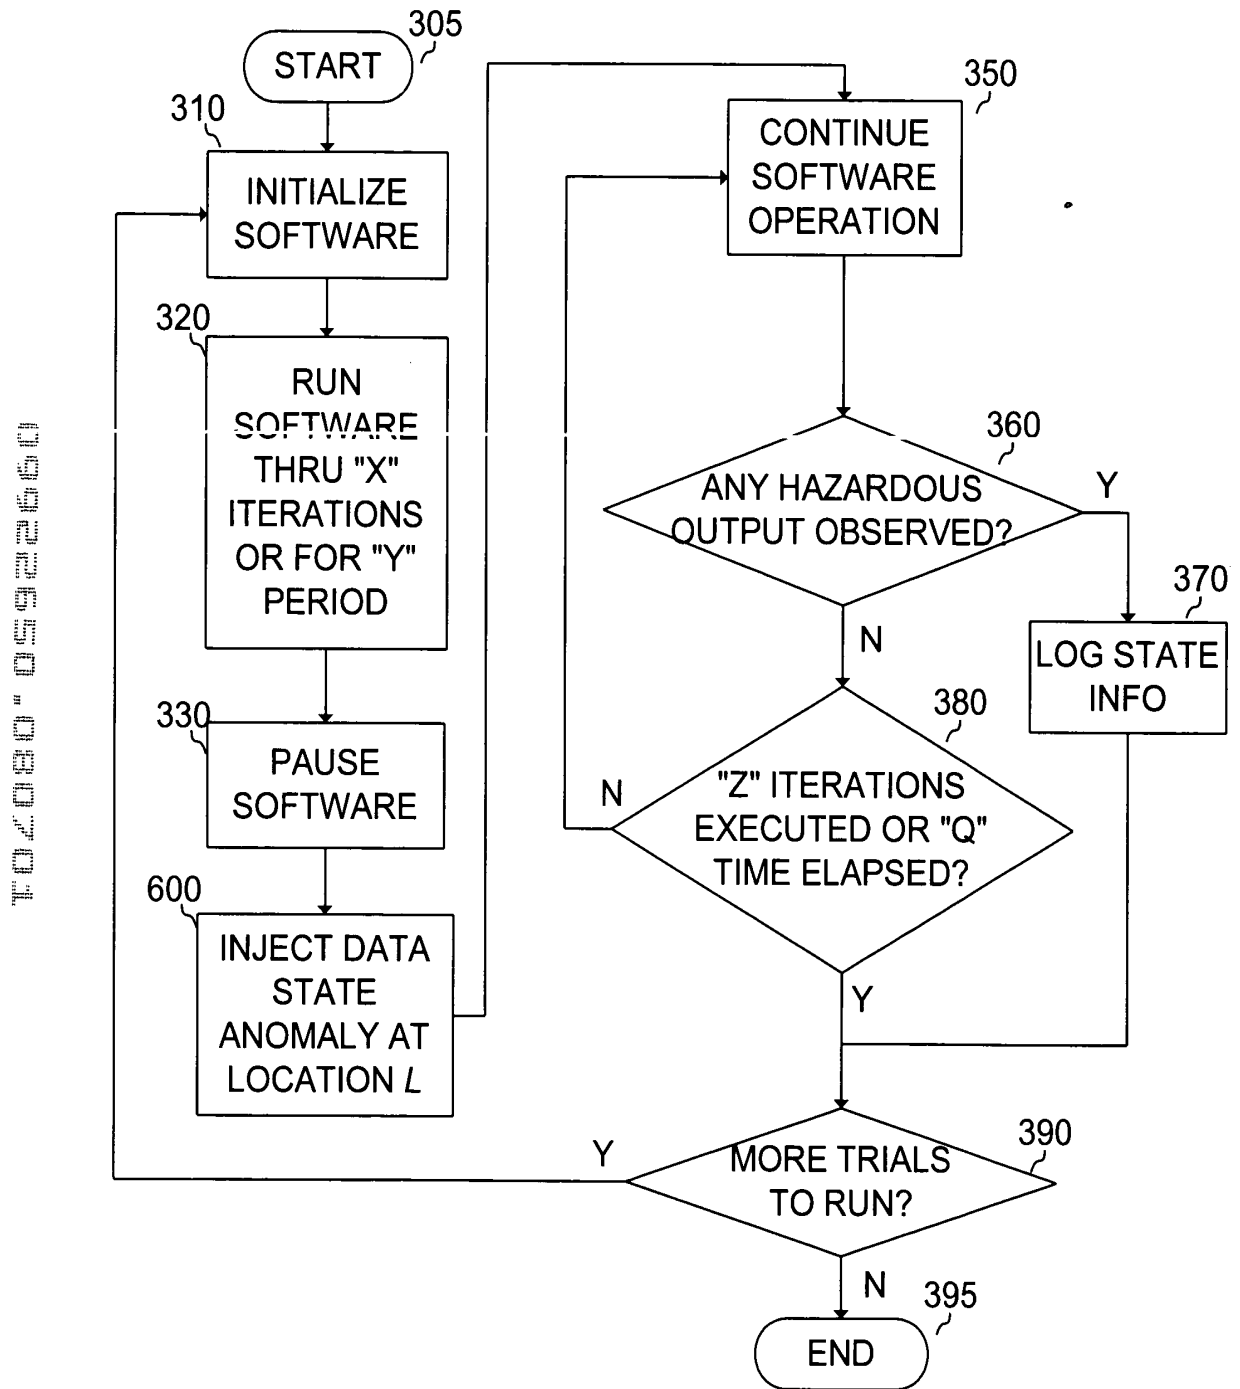 START
305
310
INITIALIZE
SOFTWARE
320
RUN
SOFTWARE
THRU "X"
ITERATIONS
OR FOR "Y"
PERIOD
330
PAUSE
SOFTWARE
600
INJECT DATA
STATE
ANOMALY AT
LOCATION L
350
CONTINUE
SOFTWARE
OPERATION
360
ANY HAZARDOUS
OUTPUT OBSERVED?
Y
N
370
LOG STATE
INFO
380
"Z" ITERATIONS
EXECUTED OR "Q"
TIME ELAPSED?
N
Y
390
MORE TRIALS
TO RUN?
Y
N
395
END
09922650.080701